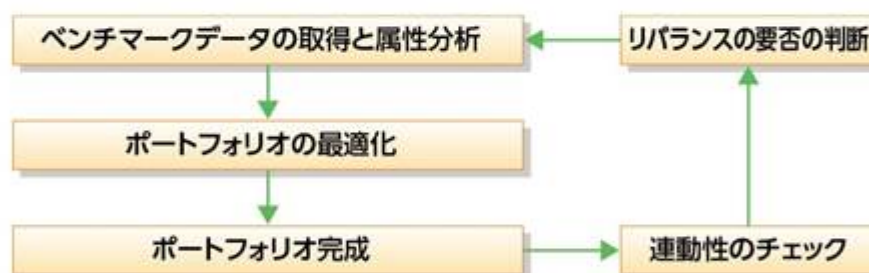 ベンチマークデータの取得と属性分析
リバランスの要否の判断
ポートフォリオの最適化
ポートフォリオ完成
連動性のチェック